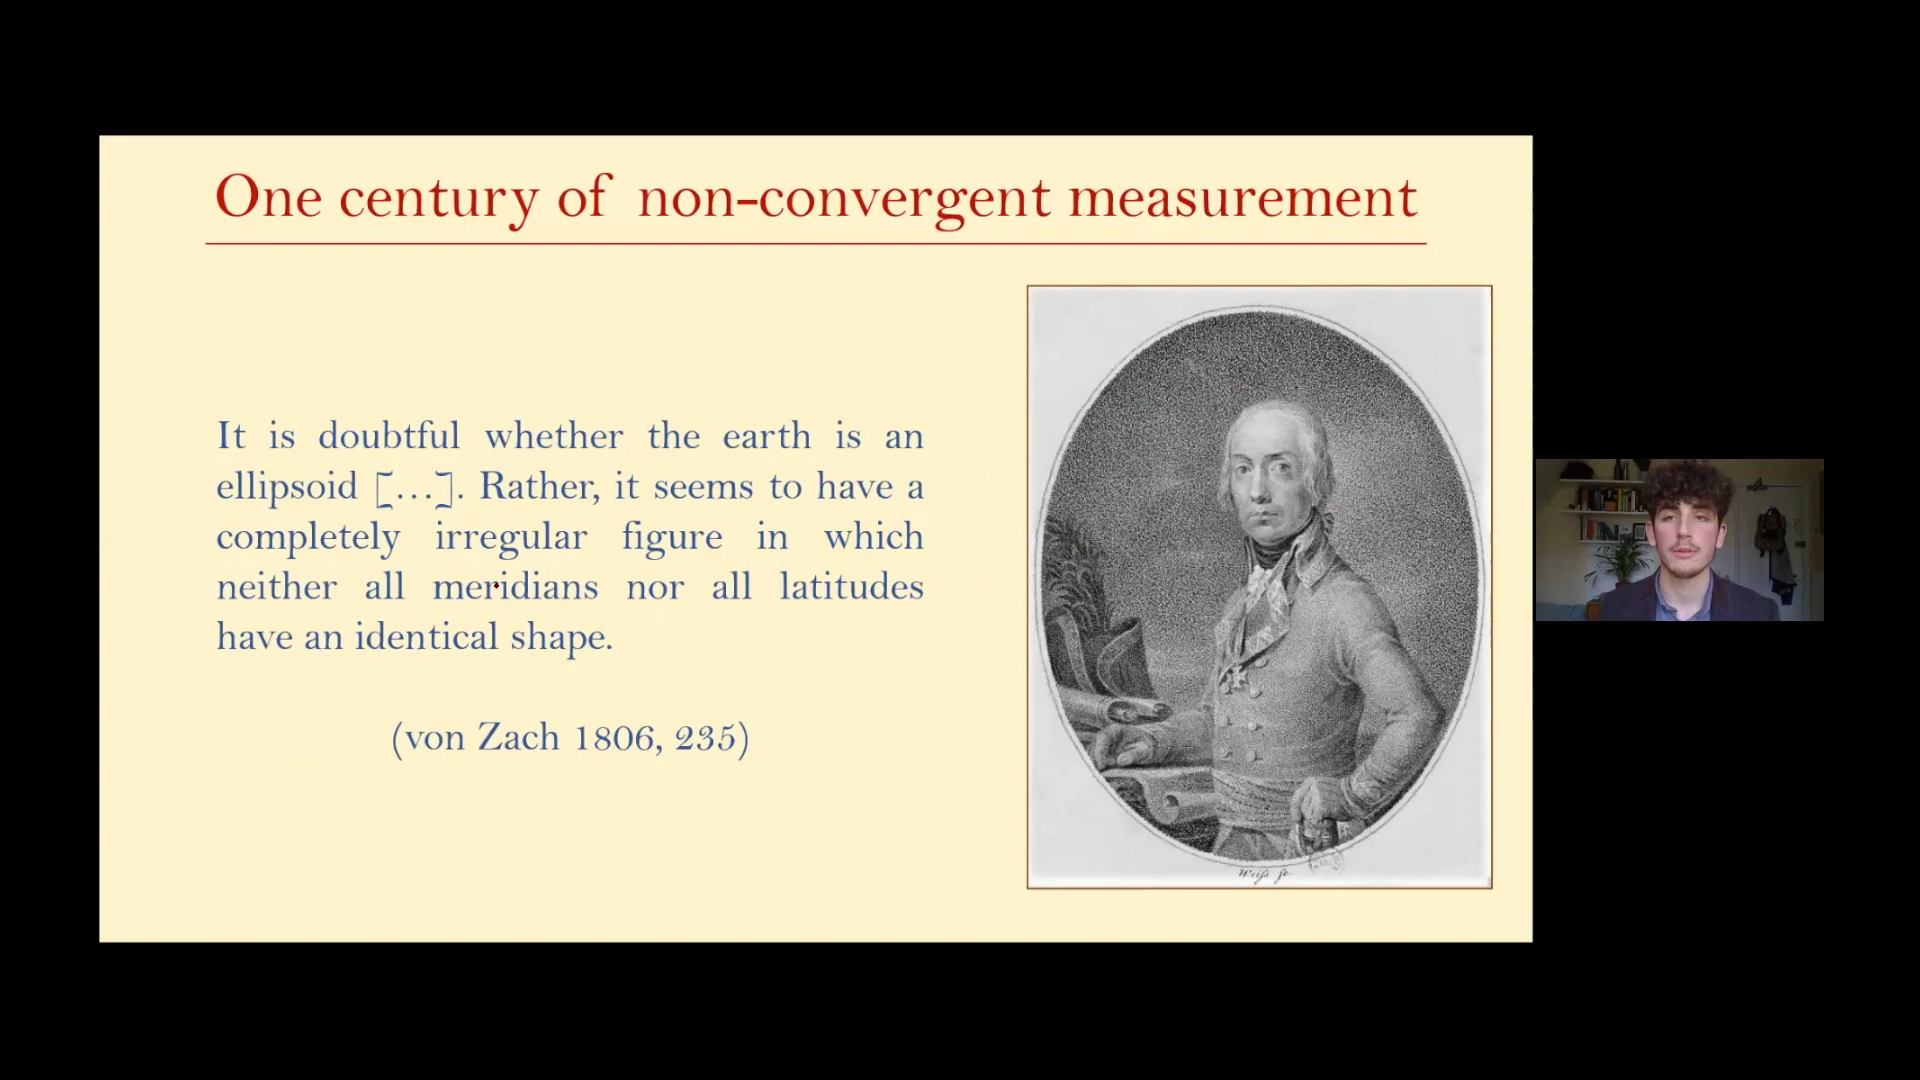 One century of non-convergent measurement
It is doubtful whether the earth is an
ellipsoid [...]. Rather, it seems to have a
completely irregular figure in which
neither all meridians nor all latitudes
have an identical shape.
(von Zach 1806, 235)
Weiß sc.